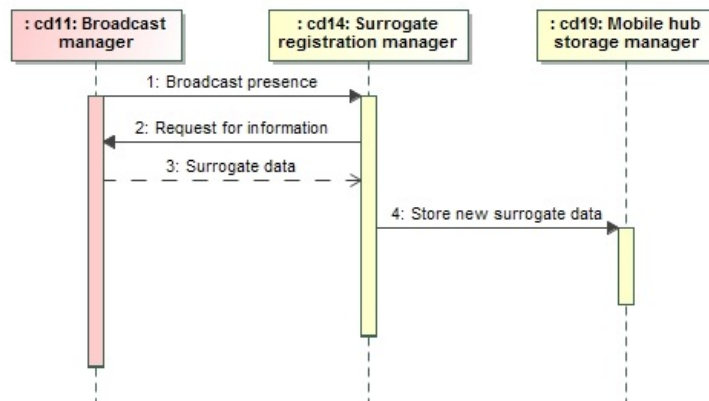 : cd11: Broadcast
manager
: cd14: Surrogate
registration manager
: cd19: Mobile hub
storage manager
1: Broadcast presence
2: Request for information
3: Surrogate data
4: Store new surrogate data